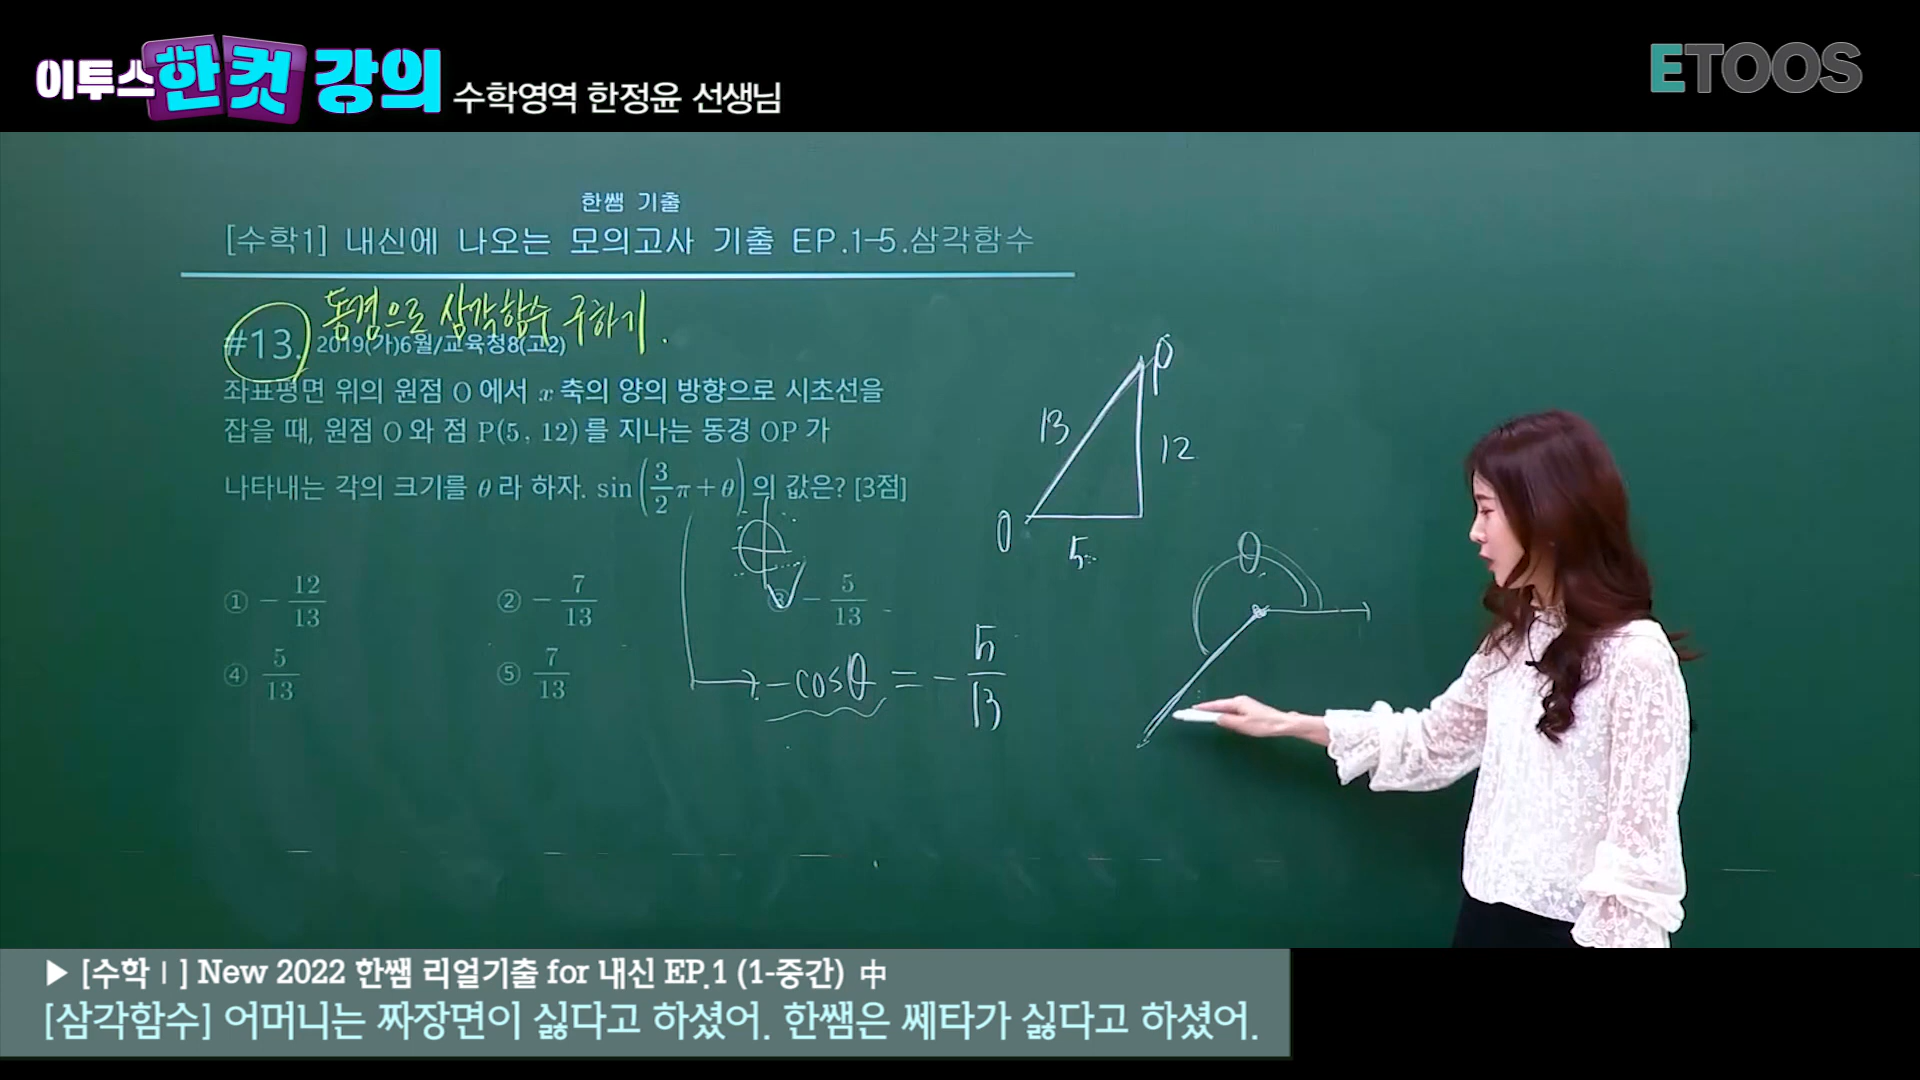 이투스 한컷 강의 수학영역 한정윤 선생님
ETOOS
한쌤 기출
[수학1] 내신에 나오는 모의고사 기출 EP.1-5.삼각함수
동경으로 삼각함수 구하기.
#13. 2019(가)6월/교육청8(고2)
좌표평면 위의 원점 O 에서 x 축의 양의 방향으로 시초선을
잡을 때, 원점 O 와 점 P(5, 12) 를 지나는 동경 OP 가
나타내는 각의 크기를 θ 라 하자. sin(3/2 π+θ) 의 값은? [3점]
① -12/13 ② -7/13 ③ -5/13
④ 5/13 ⑤ 7/13
-cosθ = -5/13
P
13
12
O
5
θ
▶ [수학Ⅰ] New 2022 한쌤 리얼기출 for 내신 EP.1 (1-중간) 中
[삼각함수] 어머니는 짜장면이 싫다고 하셨어. 한쌤은 쎄타가 싫다고 하셨어.